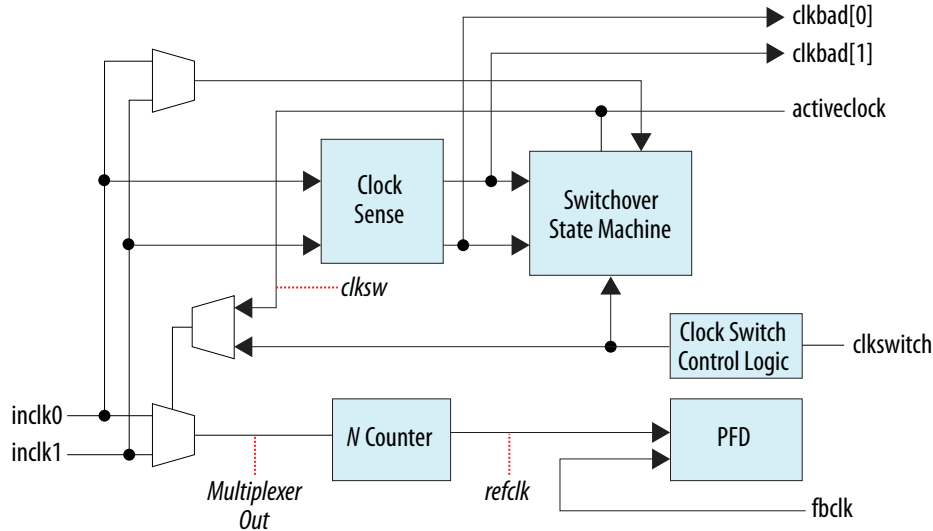 clkbad[0]
clkbad[1]
activeclock
Clock
Sense
Switchover
State Machine
clksw
Clock Switch
Control Logic
clkswitch
inclk0
inclk1
N Counter
PFD
Multiplexer
Out
refclk
fbclk